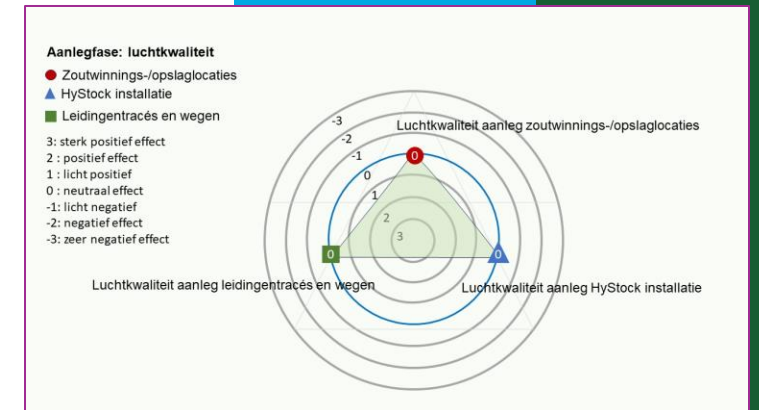 Aanlegfase: luchtkwaliteit
Zoutwinnings-/opslaglocaties
HyStock installatie
Leidingentracés en wegen
3: sterk positief effect
2 : positief effect
1 : licht positief
0 : neutraal effect
-1: licht negatief
-2: negatief effect
-3: zeer negatief effect
-3
Luchtkwaliteit aanleg zoutwinnings-/opslaglocaties
-2
-1
0
0
1
2
3
0
0
Luchtkwaliteit aanleg leidingentracés en wegen
Luchtkwaliteit aanleg HyStock installatie